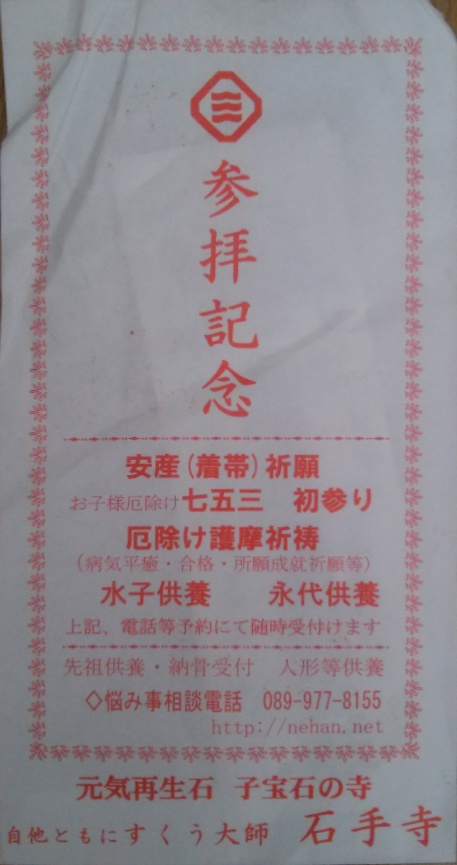 参拝記念
安産(着帯)祈願
お子様厄除け七五三 初参り
厄除け護摩祈祷
(病気平癒・合格・所願成就祈願等)
水子供養 永代供養
上記、電話等予約にて随時受付けます
先祖供養・納骨受付 人形等供養
◇悩み事相談電話 089-977-8155
http://nehan.net
元気再生石 子宝石の寺
自他ともにすくう大師 石手寺